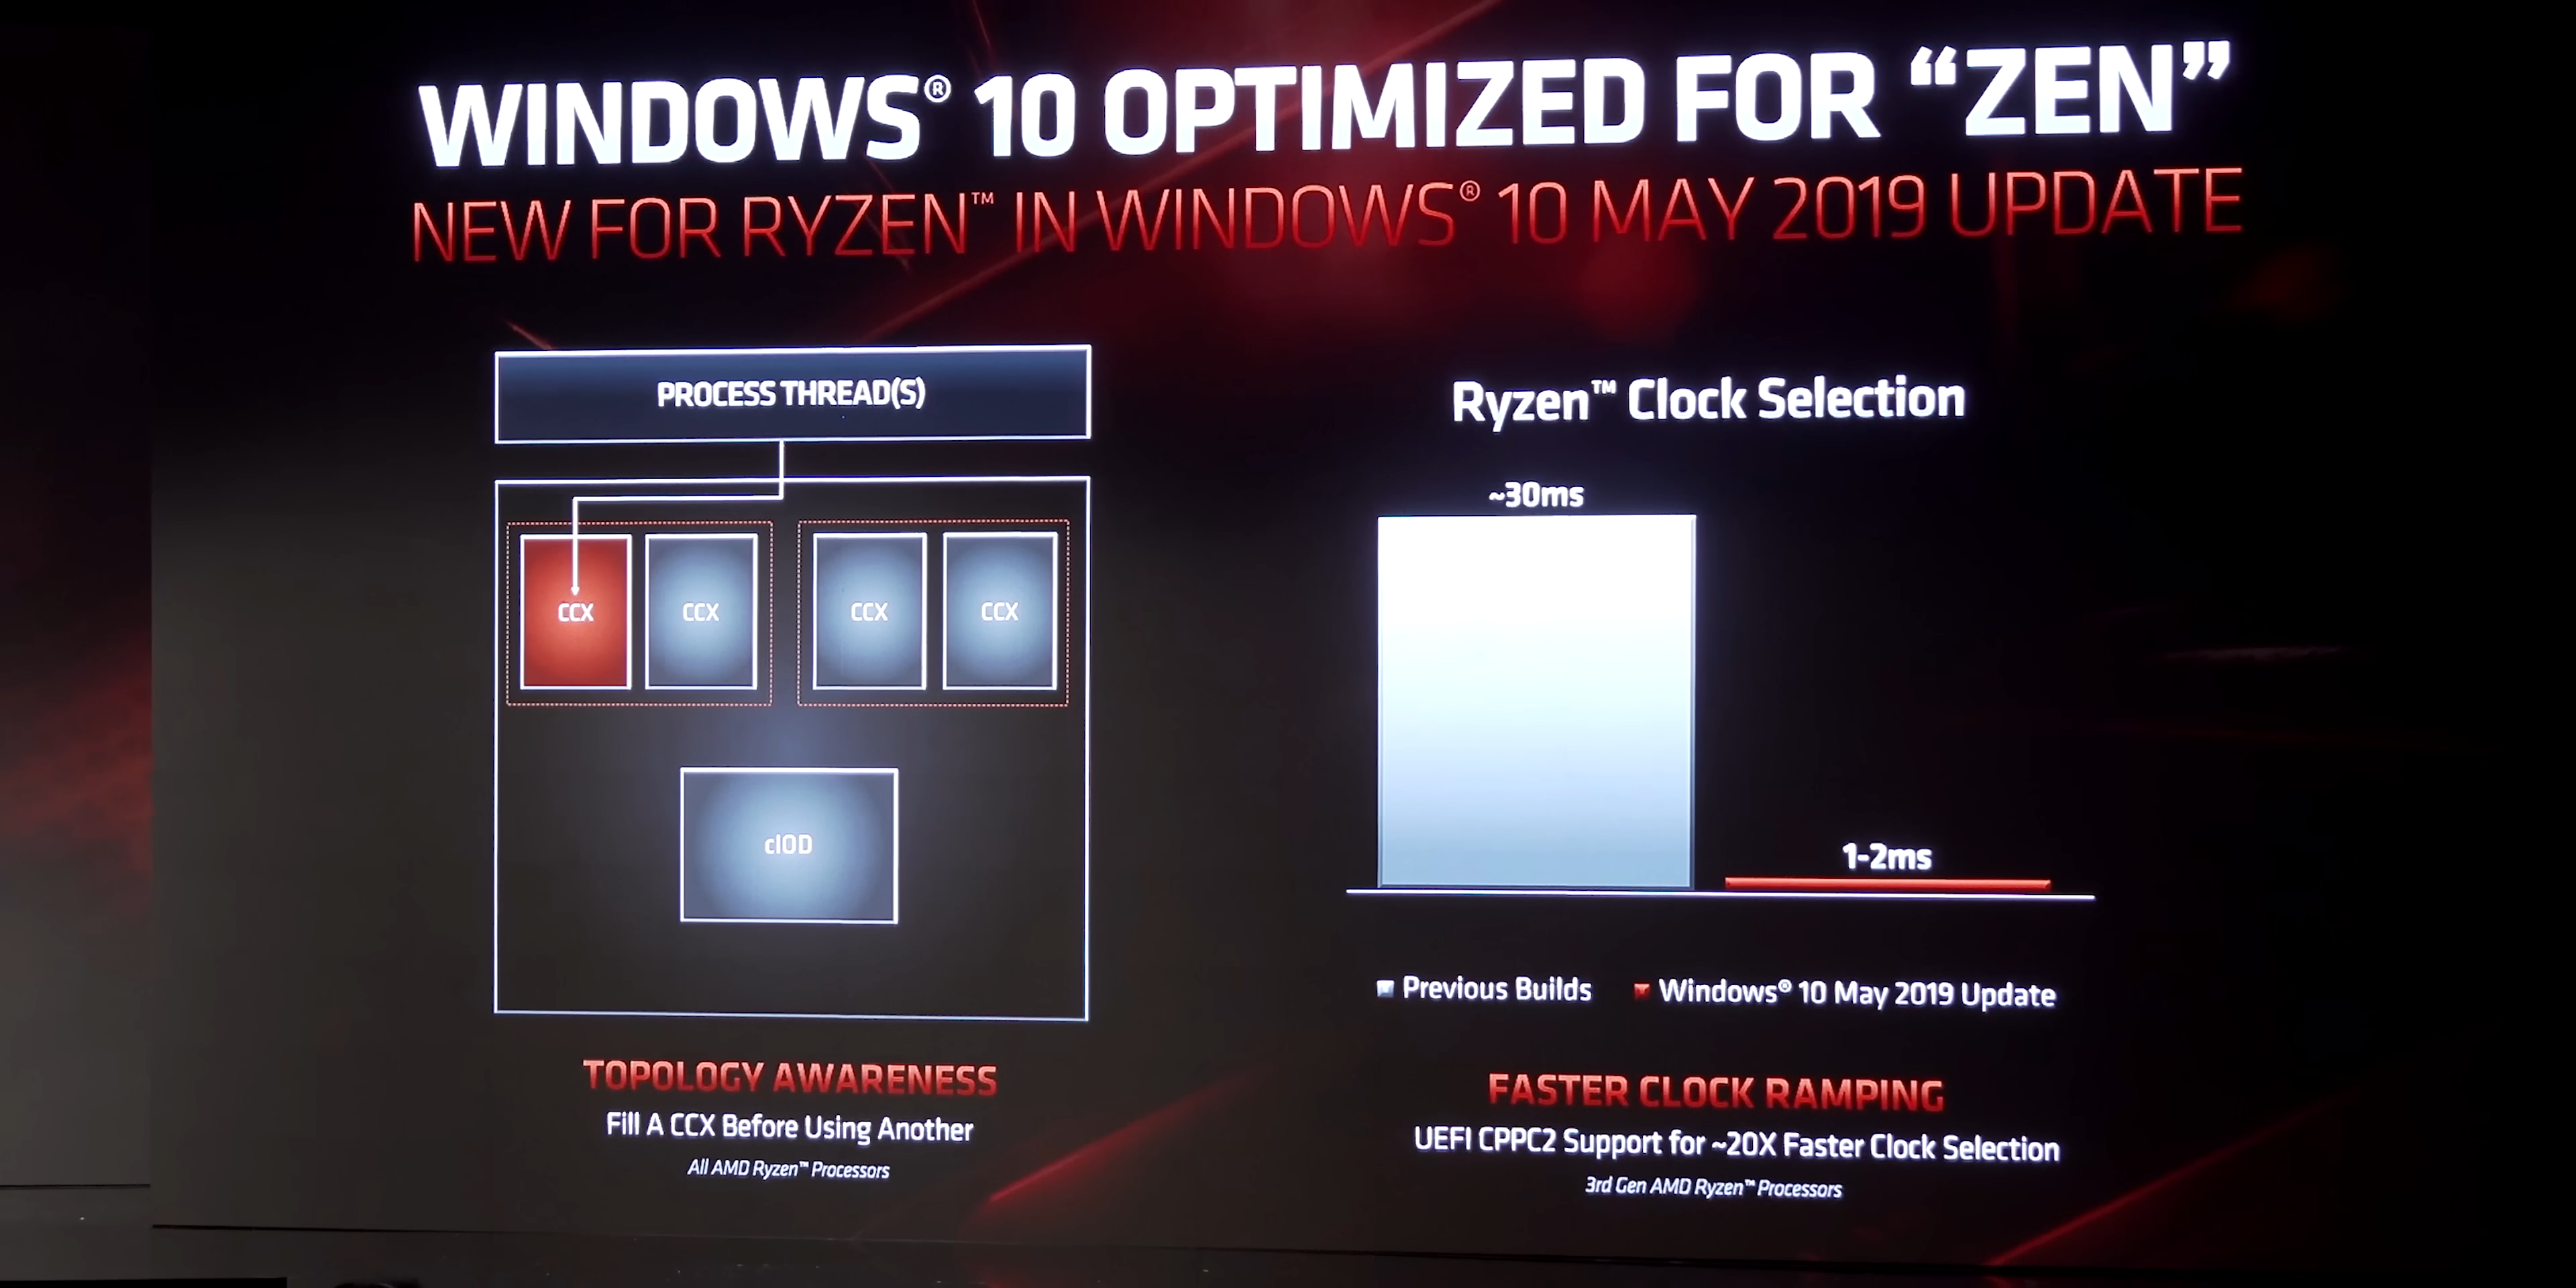 WINDOWS® 10 OPTIMIZED FOR “ZEN”
NEW FOR RYZEN™ IN WINDOWS® 10 MAY 2019 UPDATE
PROCESS THREAD(S)
CCX
CCX
CCX
CCX
cIOD
TOPOLOGY AWARENESS
Fill A CCX Before Using Another
All AMD Ryzen™ Processors
Ryzen™ Clock Selection
~30ms
1-2ms
Previous Builds
Windows® 10 May 2019 Update
FASTER CLOCK RAMPING
UEFI CPPC2 Support for ~20X Faster Clock Selection
3rd Gen AMD Ryzen™ Processors